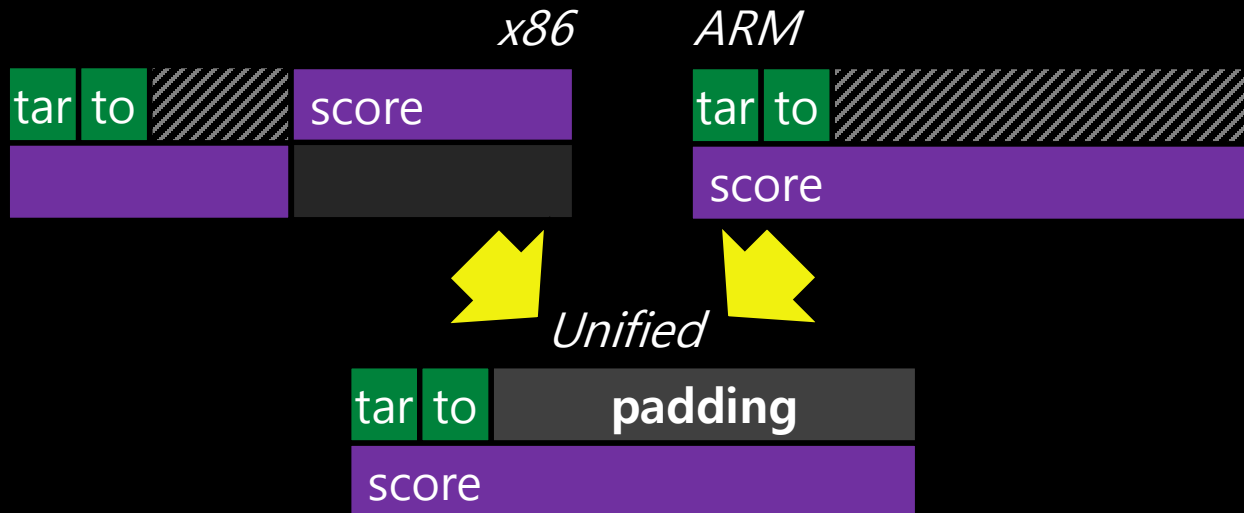 x86 ARM
tar to score
tar to
score
Unified
tar to padding
score